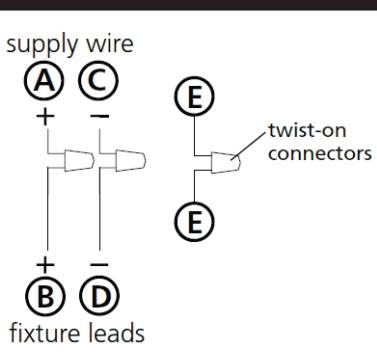 supply wire
A C
+ −
E
twist-on
connectors
E
+ −
B D
fixture leads